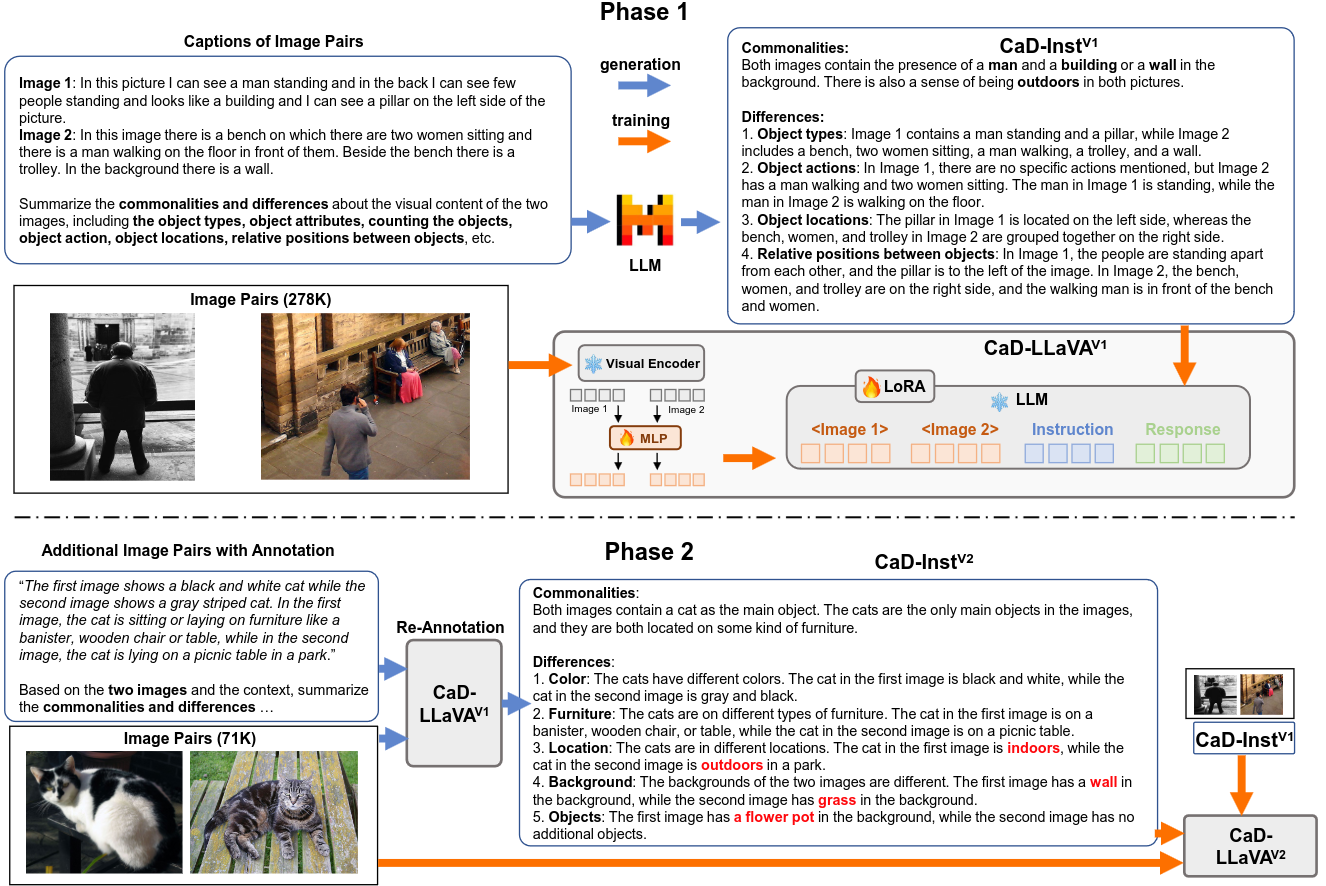 Phase 1
Captions of Image Pairs
Image 1: In this picture I can see a man standing and in the back I can see few
people standing and looks like a building and I can see a pillar on the left side of the
picture.
Image 2: In this image there is a bench on which there are two women sitting and
there is a man walking on the floor in front of them. Beside the bench there is a
trolley. In the background there is a wall.
Summarize the commonalities and differences about the visual content of the two
images, including the object types, object attributes, counting the objects,
object action, object locations, relative positions between objects, etc.
generation
training
LLM
CaD-Inst^V1
Commonalities:
Both images contain the presence of a man and a building or a wall in the
background. There is also a sense of being outdoors in both pictures.
Differences:
1. Object types: Image 1 contains a man standing and a pillar, while Image 2
includes a bench, two women sitting, a man walking, a trolley, and a wall.
2. Object actions: In Image 1, there are no specific actions mentioned, but Image 2
has a man walking and two women sitting. The man in Image 1 is standing, while the
man in Image 2 is walking on the floor.
3. Object locations: The pillar in Image 1 is located on the left side, whereas the
bench, women, and trolley in Image 2 are grouped together on the right side.
4. Relative positions between objects: In Image 1, the people are standing apart
from each other, and the pillar is to the left of the image. In Image 2, the bench,
women, and trolley are on the right side, and the walking man is in front of the bench
and women.
Image Pairs (278K)
CaD-LLaVA^V1
Visual Encoder
Image 1
Image 2
MLP
LoRA
LLM
<Image 1>
<Image 2>
Instruction
Response
Phase 2
Additional Image Pairs with Annotation
“The first image shows a black and white cat while the
second image shows a gray striped cat. In the first
image, the cat is sitting or laying on furniture like a
banister, wooden chair or table, while in the second
image, the cat is lying on a picnic table in a park.”
Based on the two images and the context, summarize
the commonalities and differences …
Image Pairs (71K)
Re-Annotation
CaD-
LLaVA^V1
CaD-Inst^V2
Commonalities:
Both images contain a cat as the main object. The cats are the only main objects in the images,
and they are both located on some kind of furniture.
Differences:
1. Color: The cats have different colors. The cat in the first image is black and white, while the
cat in the second image is gray and black.
2. Furniture: The cats are on different types of furniture. The cat in the first image is on a
banister, wooden chair, or table, while the cat in the second image is on a picnic table.
3. Location: The cats are in different locations. The cat in the first image is indoors, while the
cat in the second image is outdoors in a park.
4. Background: The backgrounds of the two images are different. The first image has a wall in
the background, while the second image has grass in the background.
5. Objects: The first image has a flower pot in the background, while the second image has no
additional objects.
CaD-Inst^V1
CaD-
LLaVA^V2